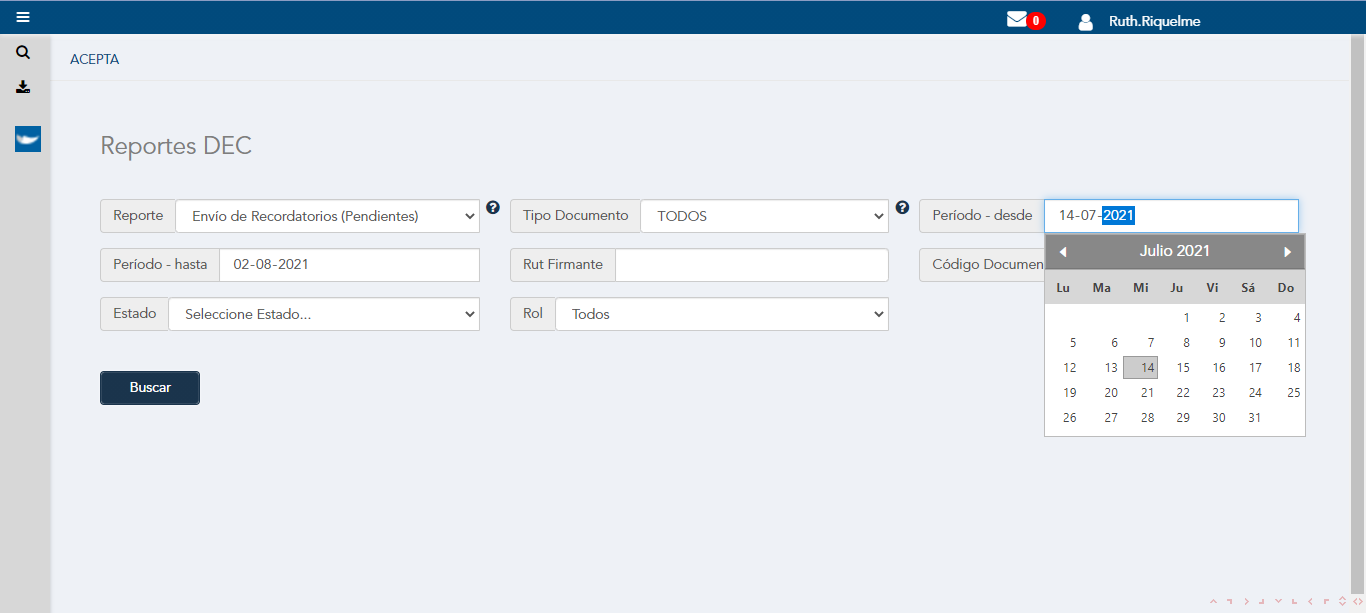 0 Ruth.Riquelme
ACEPTA
Reportes DEC
Reporte Envío de Recordatorios (Pendientes) Tipo Documento TODOS Período - desde 14-07-2021
Período - hasta 02-08-2021 Rut Firmante Código Documen
Estado Seleccione Estado... Rol Todos
Buscar
Julio 2021
Lu Ma Mi Ju Vi Sá Do
1 2 3 4
5 6 7 8 9 10 11
12 13 14 15 16 17 18
19 20 21 22 23 24 25
26 27 28 29 30 31